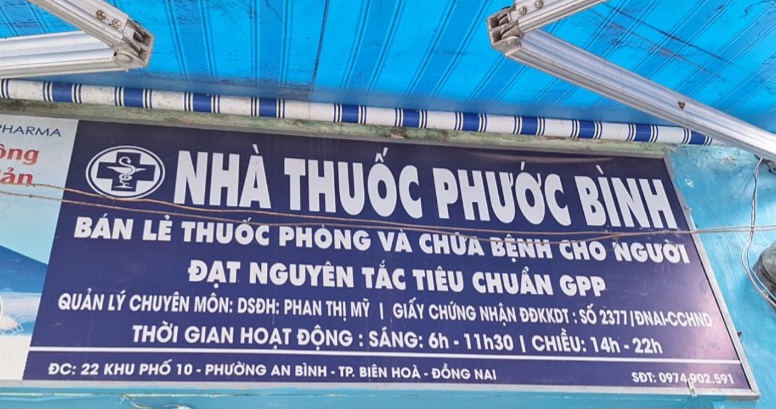 PHARMA
NHÀ THUỐC PHƯỚC BÌNH
BÁN LẺ THUỐC PHÒNG VÀ CHỮA BỆNH CHO NGƯỜI
ĐẠT NGUYÊN TẮC TIÊU CHUẨN GPP
QUẢN LÝ CHUYÊN MÔN: DSĐH: PHAN THỊ MỸ | GIẤY CHỨNG NHẬN ĐĐKKDT : SỐ 2377/ĐNAI-CCHND
THỜI GIAN HOẠT ĐỘNG : SÁNG: 6h - 11h30 | CHIỀU: 14h - 22h
ĐC: 22 KHU PHỐ 10 - PHƯỜNG AN BÌNH - TP. BIÊN HOÀ - ĐỒNG NAI
SĐT: 0974.902.591